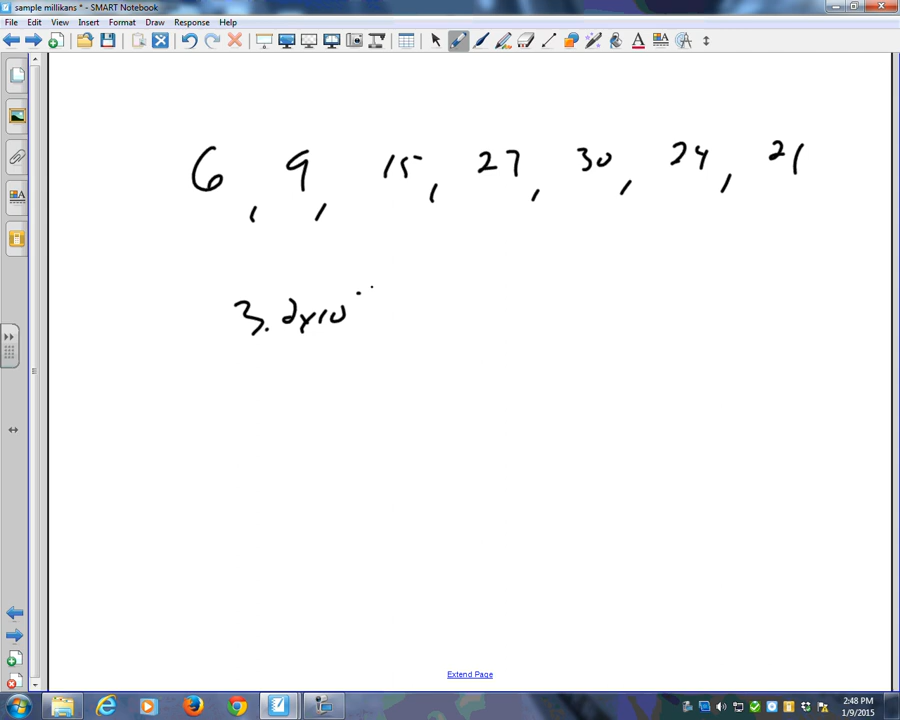 sample millikans * - SMART Notebook
File Edit View Insert Format Tools Draw Response Help
6, 9, 15, 27, 30, 24, 21
3.2x10
Extend Page
2:48 PM
1/9/2015